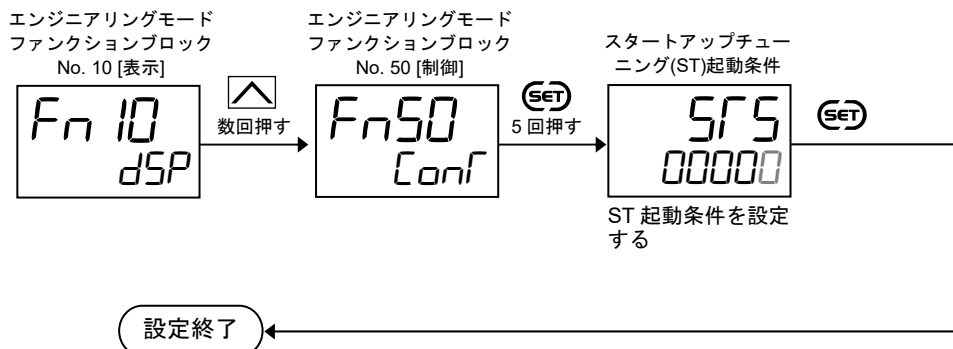 エンジニアリングモード
ファンクションブロック
No. 10 [表示]
Fn 10
dSP
数回押す
エンジニアリングモード
ファンクションブロック
No. 50 [制御]
Fn50
ConT
SET
5 回押す
スタートアップチュー
ニング(ST)起動条件
STS
00000
ST 起動条件を設定
する
SET
設定終了